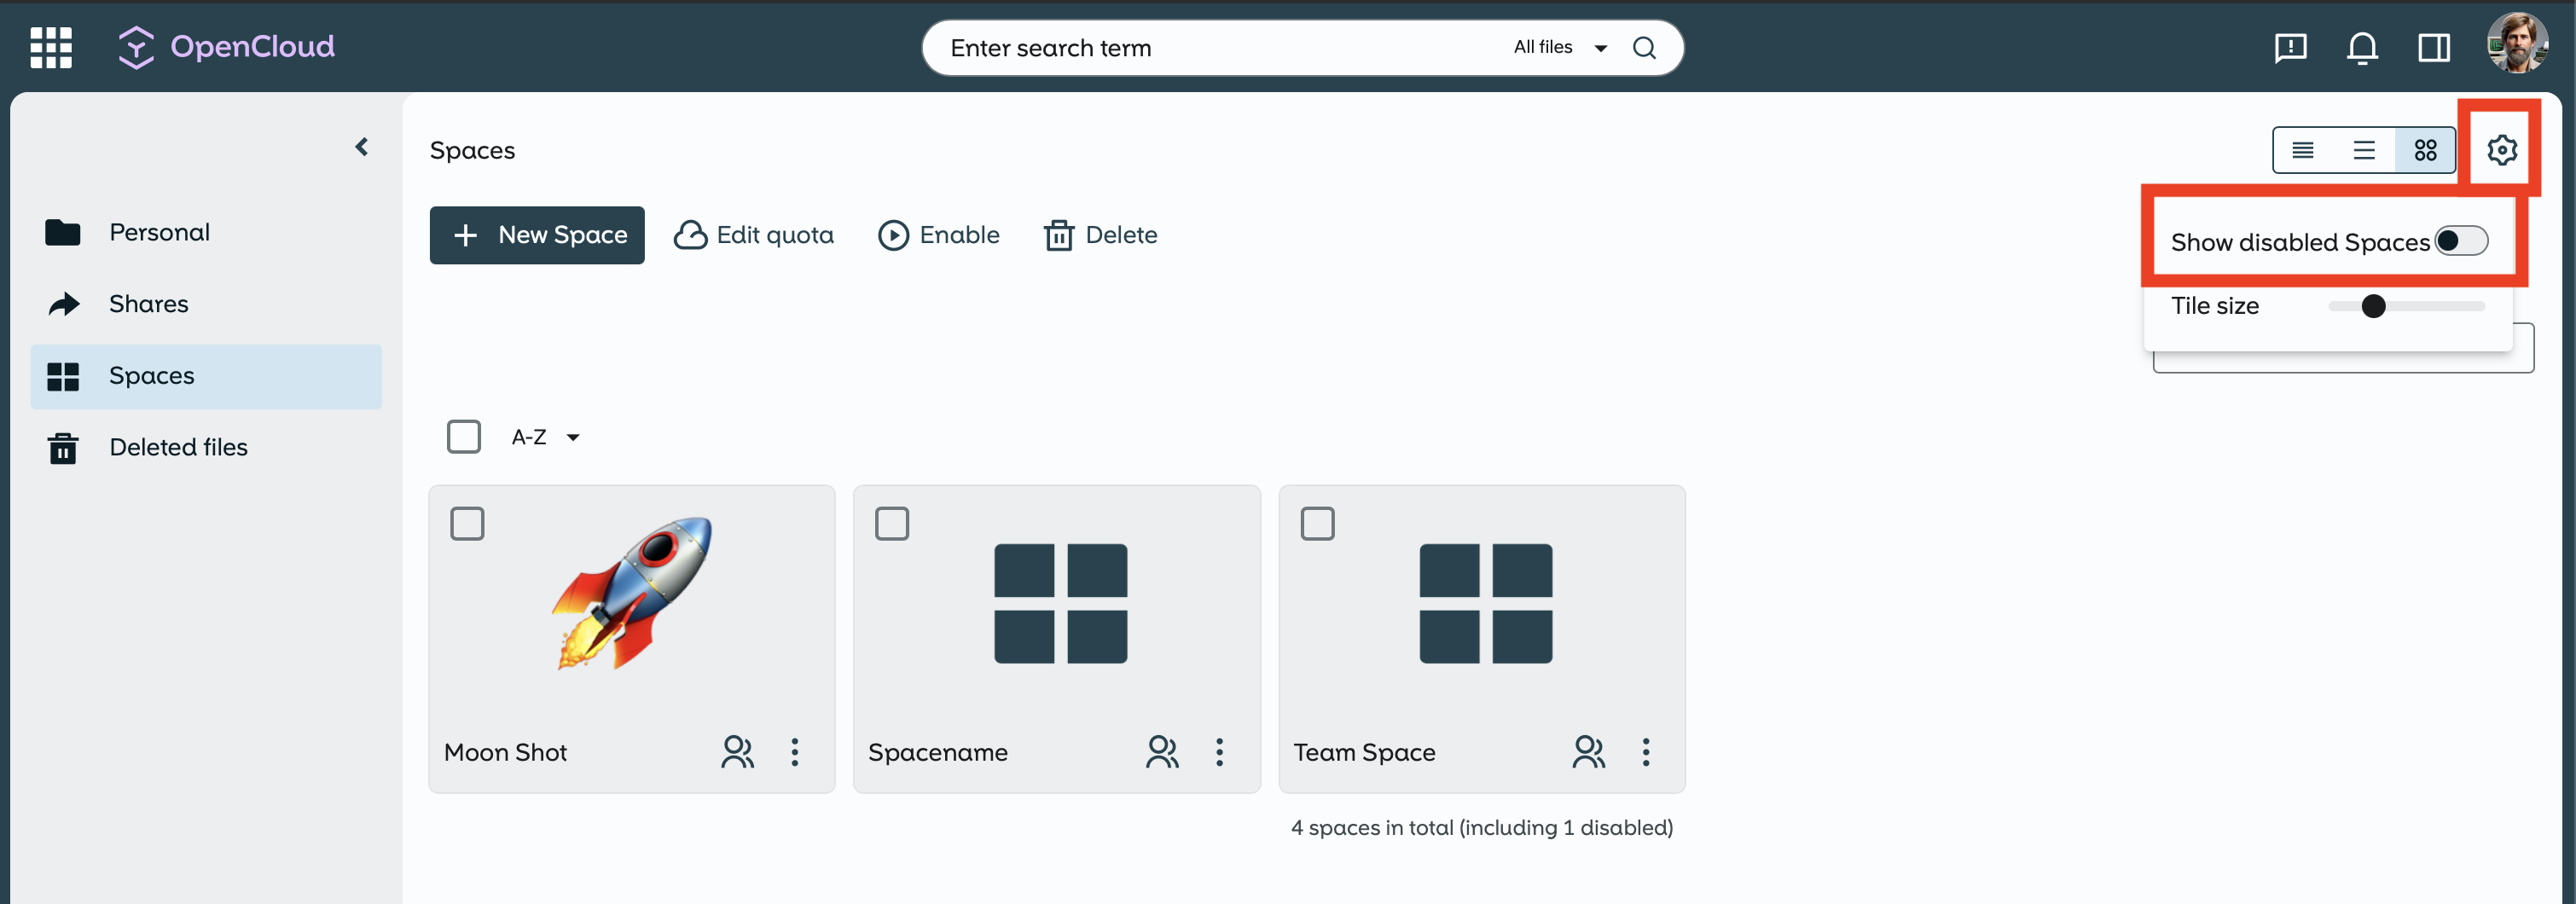 OpenCloud
Enter search term
All files
Spaces
New Space
Edit quota
Enable
Delete
Show disabled Spaces
Tile size
Personal
Shares
Spaces
Deleted files
A-Z
Moon Shot
Spacename
Team Space
4 spaces in total (including 1 disabled)